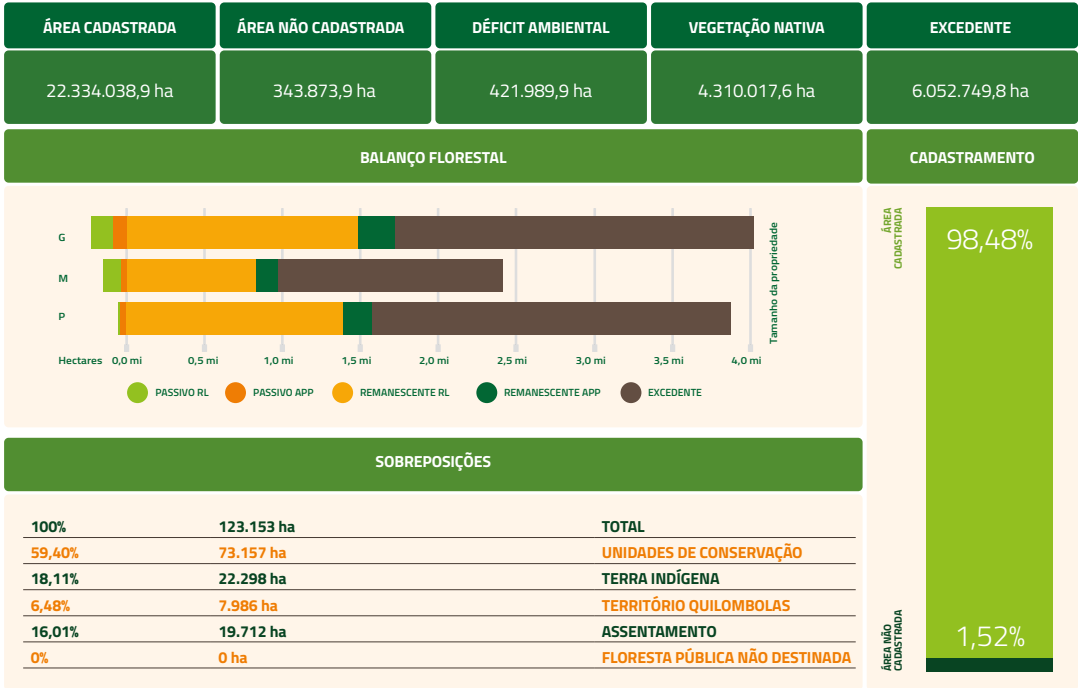 ÁREA CADASTRADA
ÁREA NÃO CADASTRADA
DÉFICIT AMBIENTAL
VEGETAÇÃO NATIVA
EXCEDENTE
22.334.038,9 ha
343.873,9 ha
421.989,9 ha
4.310.017,6 ha
6.052.749,8 ha
BALANÇO FLORESTAL
G
M
P
Hectares 0,0 mi 0,5 mi 1,0 mi 1,5 mi 2,0 mi 2,5 mi 3,0 mi 3,5 mi 4,0 mi
Tamanho da propriedade
PASSIVO RL PASSIVO APP REMANESCENTE RL REMANESCENTE APP EXCEDENTE
CADASTRAMENTO
ÁREA
CADASTRADA
98,48%
1,52%
ÁREA NÃO
CADASTRADA
SOBREPOSIÇÕES
100% 123.153 ha TOTAL
59,40% 73.157 ha UNIDADES DE CONSERVAÇÃO
18,11% 22.298 ha TERRA INDÍGENA
6,48% 7.986 ha TERRITÓRIO QUILOMBOLAS
16,01% 19.712 ha ASSENTAMENTO
0% 0 ha FLORESTA PÚBLICA NÃO DESTINADA